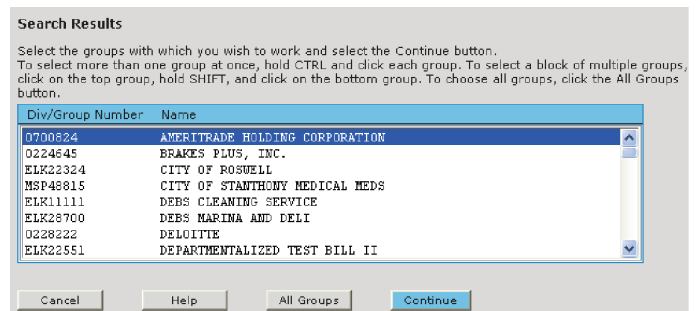 Search Results
Select the groups with which you wish to work and select the Continue button.
To select more than one group at once, hold CTRL and click each group. To select a block of multiple groups,
click on the top group, hold SHIFT, and click on the bottom group. To choose all groups, click the All Groups
button.
Div/Group Number Name
0700824 AMERITRADE HOLDING CORPORATION
0224645 BRAKES PLUS, INC.
ELK22324 CITY OF ROSWELL
MSP48815 CITY OF STANTHONY MEDICAL MEDS
ELK11111 DEBS CLEANING SERVICE
ELK28700 DEBS MARINA AND DELI
0228222 DELOITTE
ELK22551 DEPARTMENTALIZED TEST BILL II
Cancel Help All Groups Continue